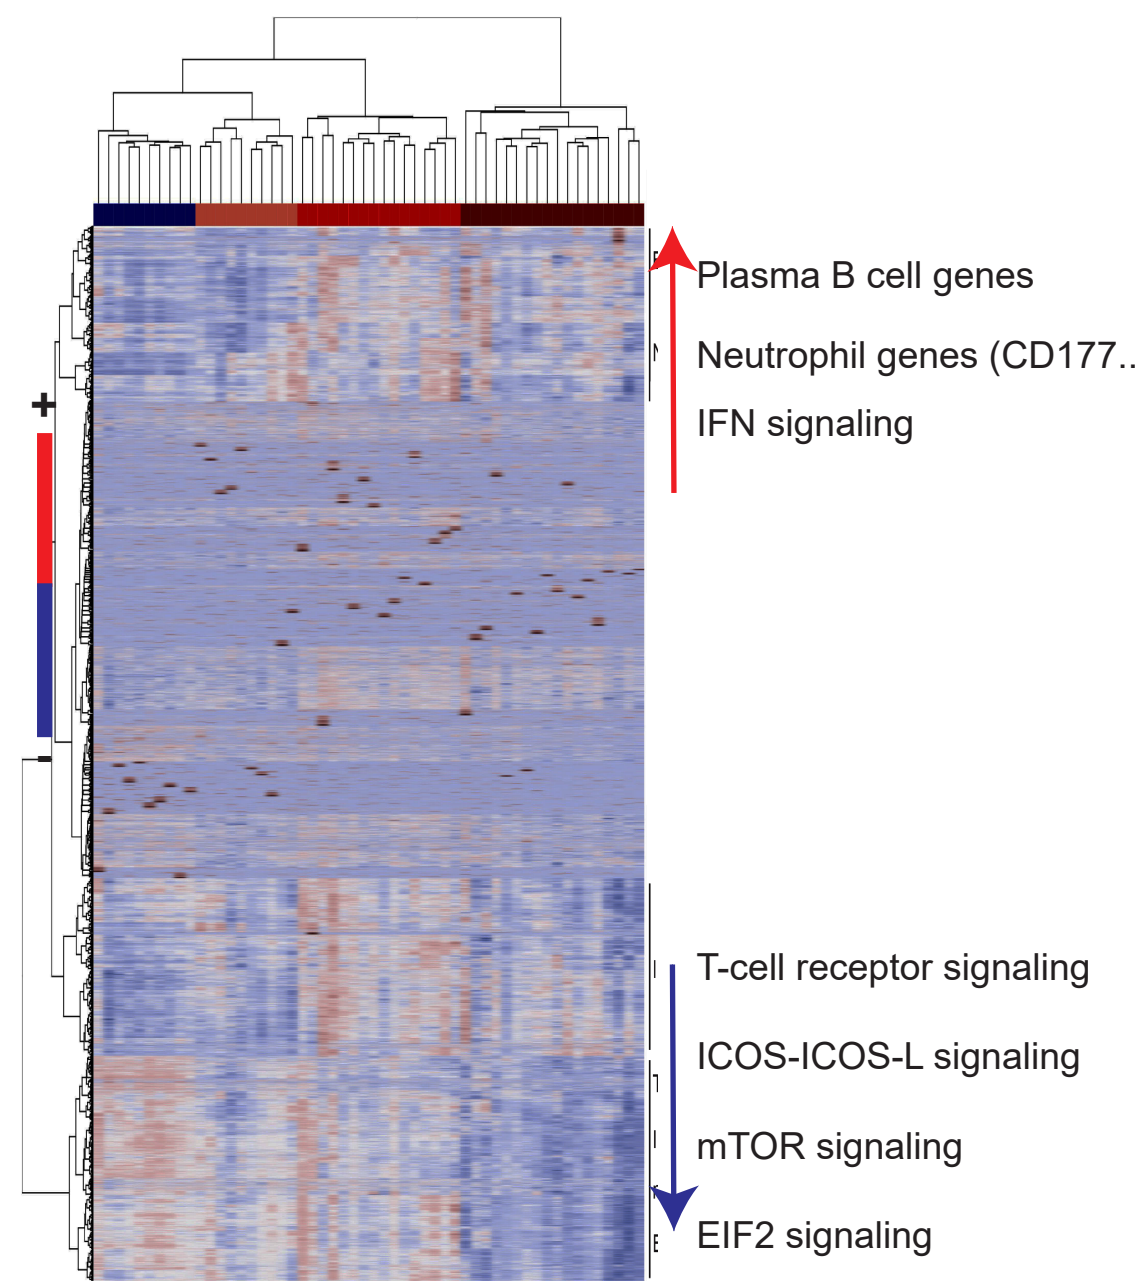 Plasma B cell genes
Neutrophil genes (CD177..
IFN signaling
+
-
T-cell receptor signaling
ICOS-ICOS-L signaling
mTOR signaling
EIF2 signaling